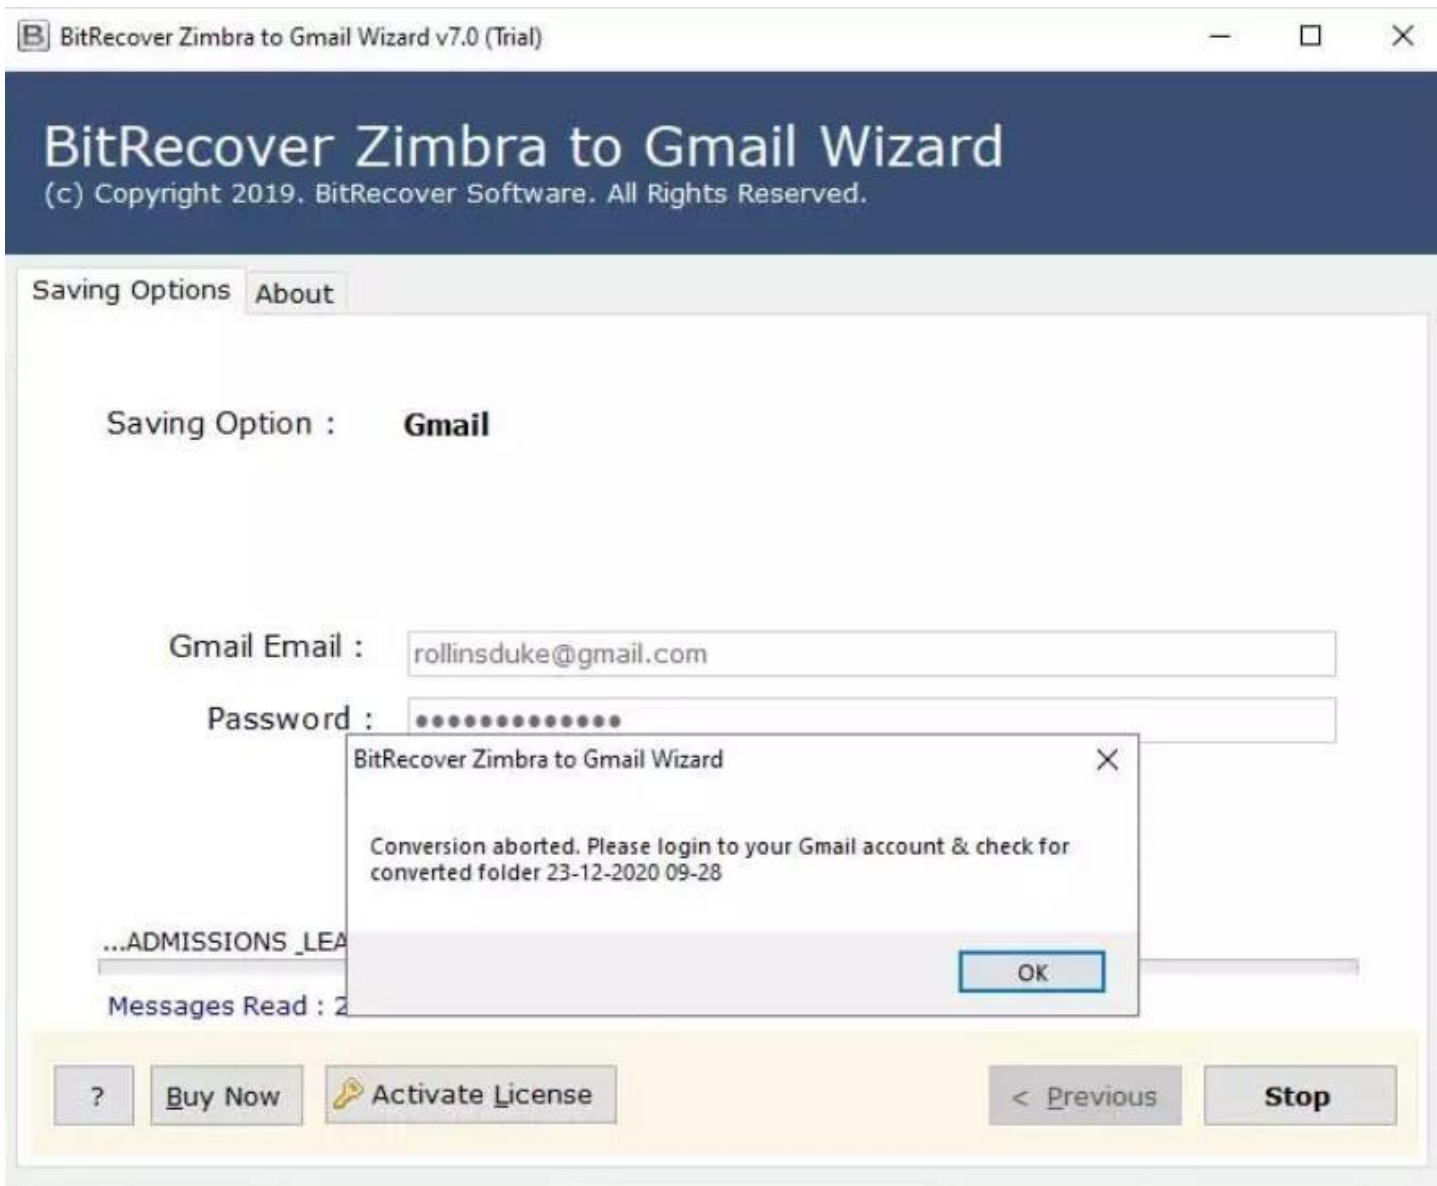 BitRecover Zimbra to Gmail Wizard v7.0 (Trial)
BitRecover Zimbra to Gmail Wizard
(c) Copyright 2019. BitRecover Software. All Rights Reserved.
Saving Options About
Saving Option : Gmail
Gmail Email : rollinsduke@gmail.com
Password : •••••••••••••
BitRecover Zimbra to Gmail Wizard
Conversion aborted. Please login to your Gmail account & check for
converted folder 23-12-2020 09-28
...ADMISSIONS _LEA
OK
Messages Read : 2
? Buy Now Activate License < Previous Stop